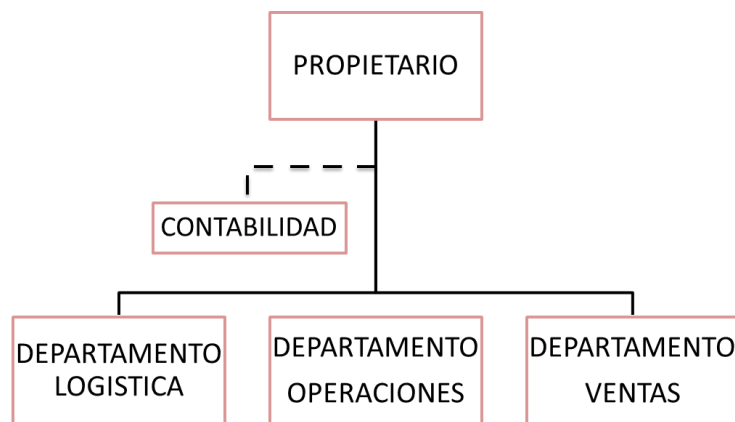 PROPIETARIO
CONTABILIDAD
DEPARTAMENTO
LOGISTICA
DEPARTAMENTO
OPERACIONES
DEPARTAMENTO
VENTAS